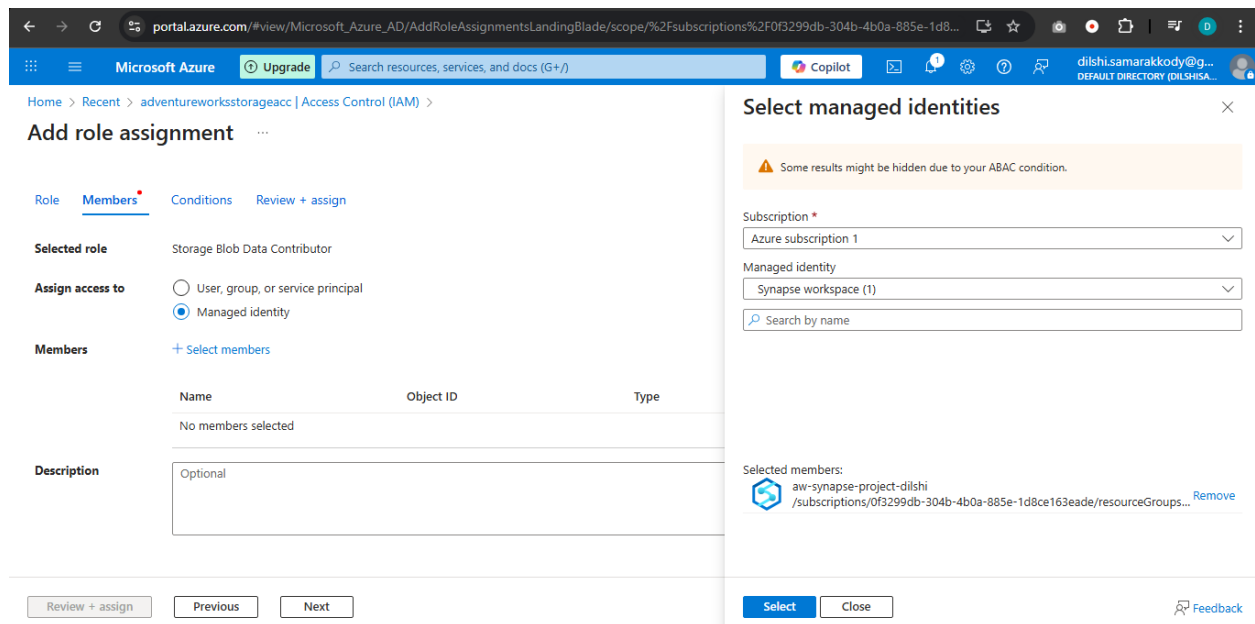 portal.azure.com/#view/Microsoft_Azure_AD/AddRoleAssignmentsLandingBlade/scope/%2Fsubscriptions%2F0f3299db-304b-4b0a-885e-1d8...
D
Microsoft Azure
Upgrade
Search resources, services, and docs (G+/)
Copilot
1
dilshi.samarakkody@g...
DEFAULT DIRECTORY (DILSHISA...
Home > Recent > adventureworksstorageacc | Access Control (IAM) >
Add role assignment ...
Role Members Conditions Review + assign
Selected role Storage Blob Data Contributor
Assign access to User, group, or service principal
Managed identity
Members + Select members
Name Object ID Type
No members selected
Description Optional
Review + assign Previous Next
Select managed identities
Some results might be hidden due to your ABAC condition.
Subscription *
Azure subscription 1
Managed identity
Synapse workspace (1)
Search by name
Selected members:
aw-synapse-project-dilshi
/subscriptions/0f3299db-304b-4b0a-885e-1d8ce163eade/resourceGroups... Remove
Select Close Feedback